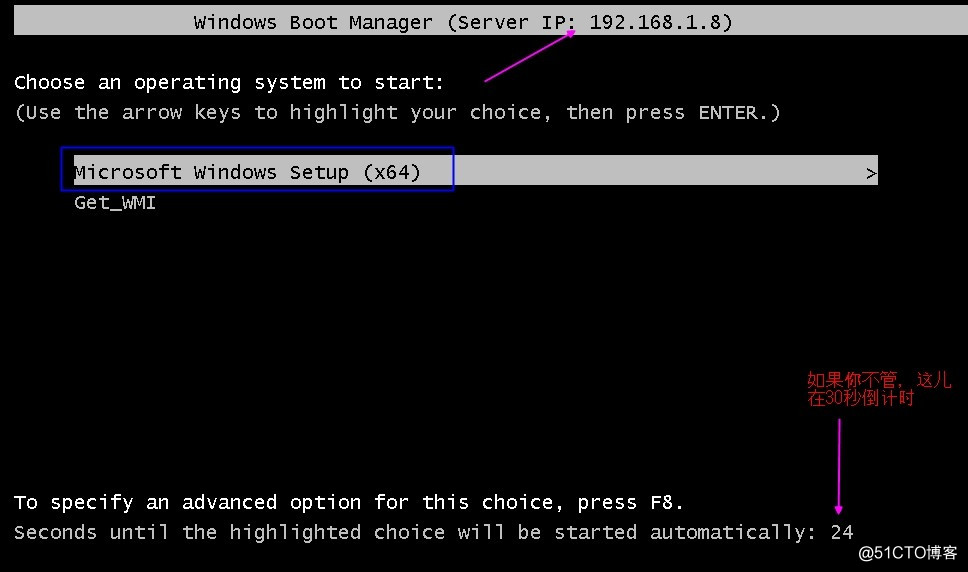 Windows Boot Manager (Server IP: 192.168.1.8)
Choose an operating system to start:
(Use the arrow keys to highlight your choice, then press ENTER.)
Microsoft Windows Setup (x64) >
Get_WMI
如果你不管，这儿
在30秒倒计时
To specify an advanced option for this choice, press F8.
Seconds until the highlighted choice will be started automatically: 24
@51CTO博客